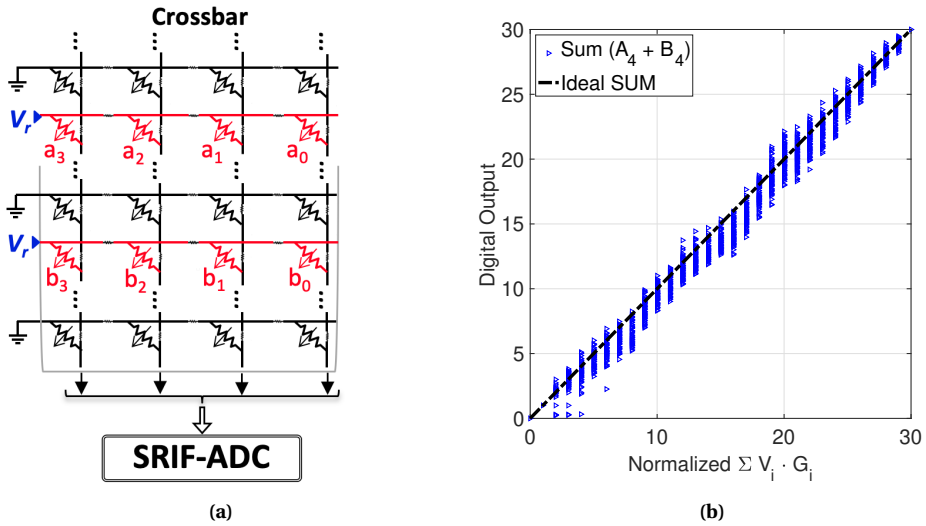 Crossbar
V_r
a_3 a_2 a_1 a_0
V_r
b_3 b_2 b_1 b_0
SRIF-ADC
(a)
30
25
20
15
10
5
0
Digital Output
Sum (A_4 + B_4)
Ideal SUM
0 10 20 30
Normalized Σ V_i · G_i
(b)